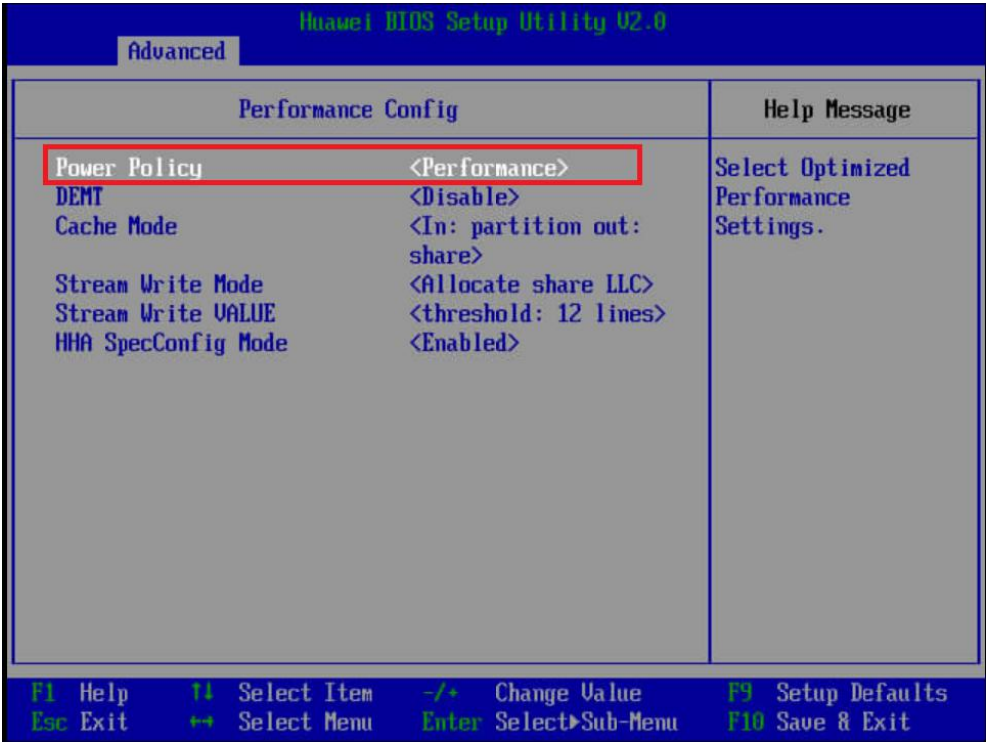 Huawei BIOS Setup Utility V2.0
Advanced
Performance Config
Help Message
Power Policy <Performance>
DEMT <Disable>
Cache Mode <In: partition out:
share>
Stream Write Mode <Allocate share LLC>
Stream Write VALUE <threshold: 12 lines>
HHA SpecConfig Mode <Enabled>
Select Optimized
Performance
Settings.
F1 Help ↑↓ Select Item -/+ Change Value F9 Setup Defaults
Esc Exit ←→ Select Menu Enter Select▶Sub-Menu F10 Save & Exit